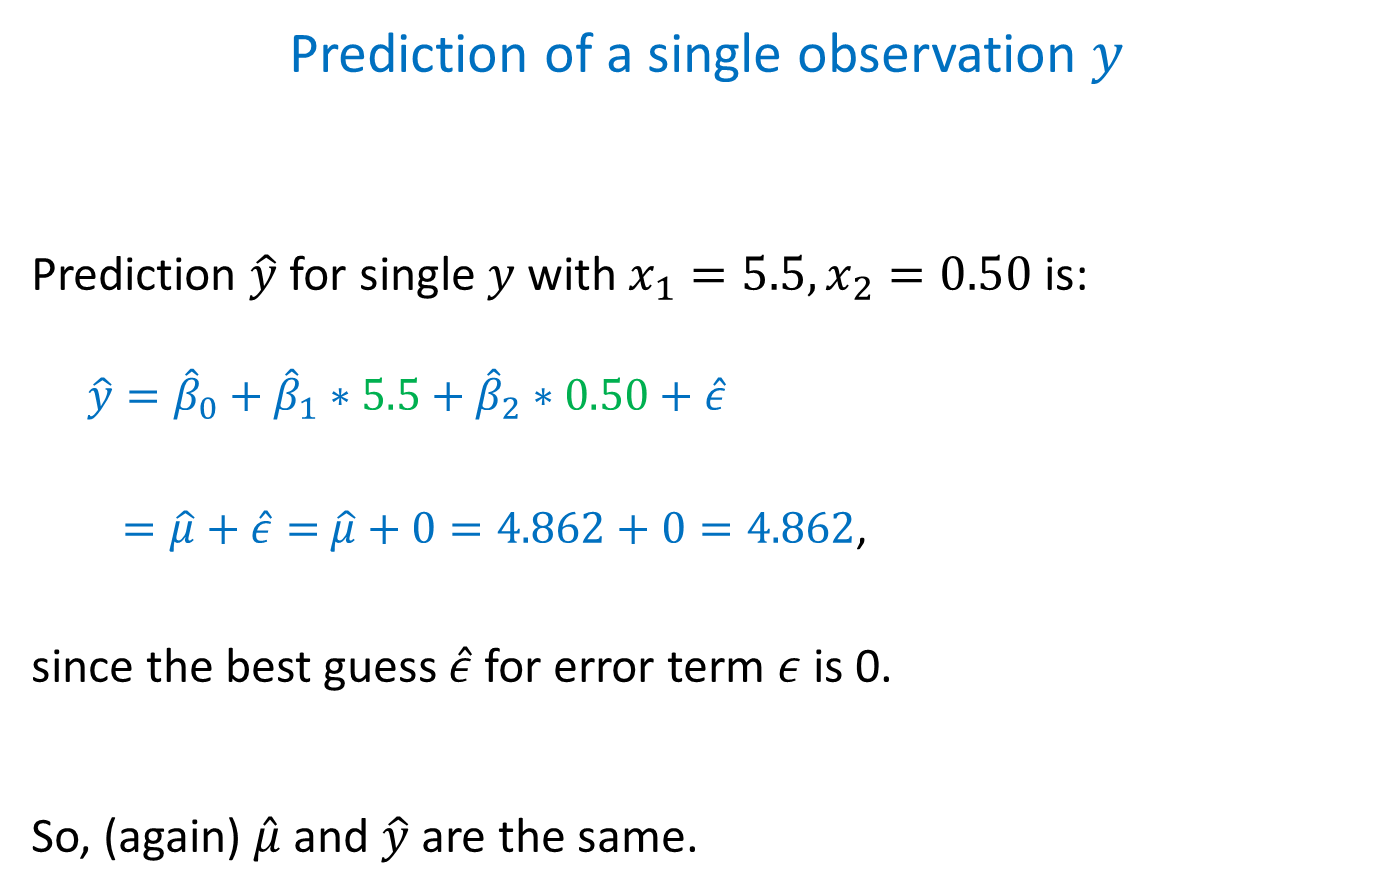 Prediction of a single observation 𝑦
Prediction ŷ for single 𝑦 with 𝑥₁ = 5.5, 𝑥₂ = 0.50 is:
ŷ = β̂₀ + β̂₁ ∗ 5.5 + β̂₂ ∗ 0.50 + ϵ̂
= μ̂ + ϵ̂ = μ̂ + 0 = 4.862 + 0 = 4.862,
since the best guess ϵ̂ for error term ϵ is 0.
So, (again) μ̂ and ŷ are the same.